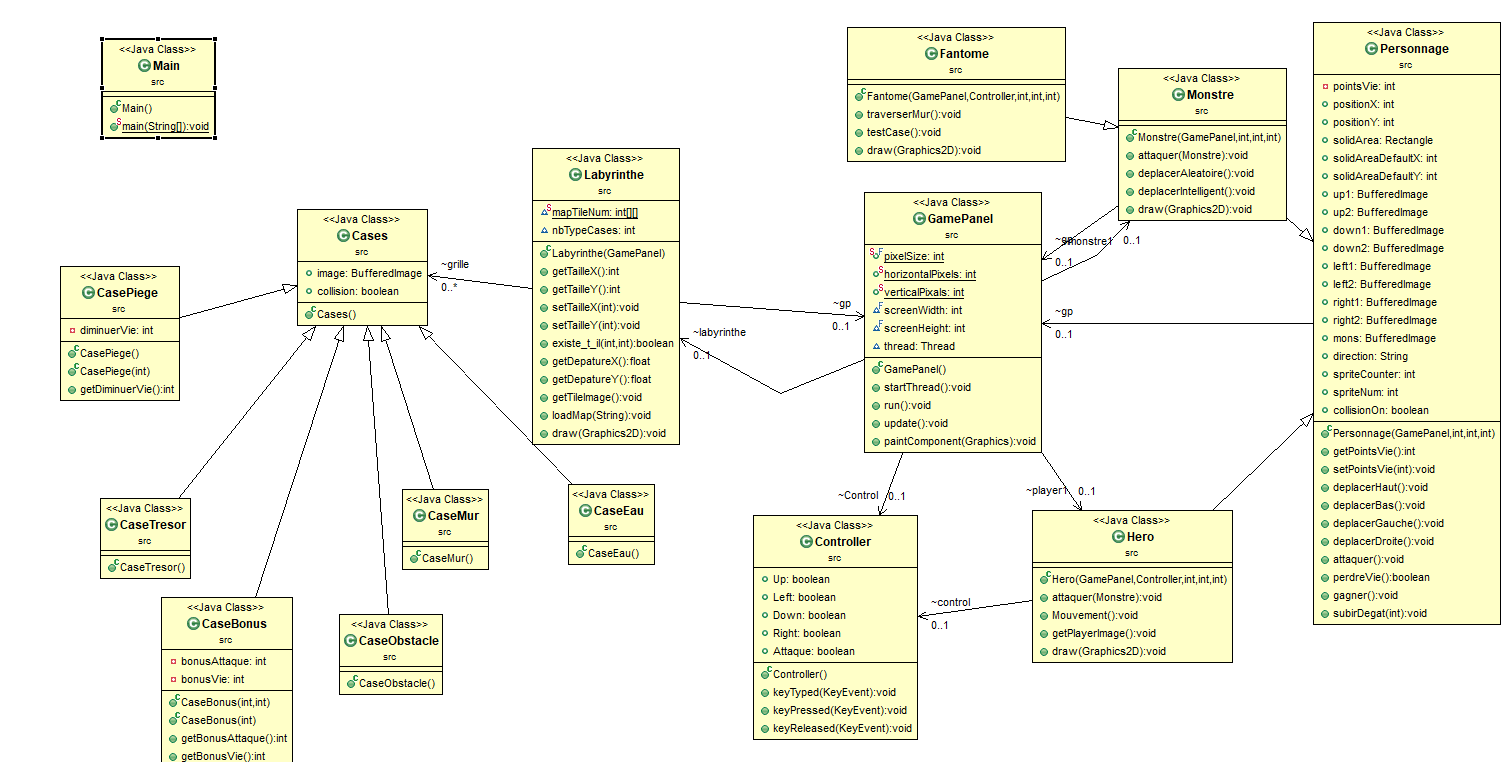 <<Java Class>>
Main
src
Main()
main(String[]):void
<<Java Class>>
Cases
src
image: BufferedImage
collision: boolean
Cases()
<<Java Class>>
CasePiege
src
diminuerVie: int
CasePiege()
CasePiege(int)
getDiminuerVie():int
<<Java Class>>
CaseTresor
src
CaseTresor()
<<Java Class>>
CaseBonus
src
bonusAttaque: int
bonusVie: int
CaseBonus(int,int)
CaseBonus(int)
getBonusAttaque():int
getBonusVie():int
<<Java Class>>
CaseObstacle
src
CaseObstacle()
<<Java Class>>
CaseMur
src
CaseMur()
<<Java Class>>
CaseEau
src
CaseEau()
~grille
0..*
<<Java Class>>
Labyrinthe
src
mapTileNum: int[][]
nbTypeCases: int
Labyrinthe(GamePanel)
getTailleX():int
getTailleY():int
setTailleX(int):void
setTailleY(int):void
existe_t_il(int,int):boolean
getDepatureX():float
getDepatureY():float
getTileImage():void
loadMap(String):void
draw(Graphics2D):void
~gp
0..1
~labyrinthe
0..1
<<Java Class>>
Fantome
src
Fantome(GamePanel,Controller,int,int,int)
traverserMur():void
testCase():void
draw(Graphics2D):void
<<Java Class>>
Monstre
src
Monstre(GamePanel,int,int,int)
attaquer(Monstre):void
deplacerAleatoire():void
deplacerIntelligent():void
draw(Graphics2D):void
<<Java Class>>
GamePanel
src
pixelSize: int
horizontalPixels: int
verticalPixals: int
screenWidth: int
screenHeight: int
thread: Thread
GamePanel()
startThread():void
run():void
update():void
paintComponent(Graphics):void
~gp
~monstre1
0..1
0..1
~gp
0..1
~Control
0..1
~player1
0..1
<<Java Class>>
Controller
src
Up: boolean
Left: boolean
Down: boolean
Right: boolean
Attaque: boolean
Controller()
keyTyped(KeyEvent):void
keyPressed(KeyEvent):void
keyReleased(KeyEvent):void
~control
0..1
<<Java Class>>
Hero
src
Hero(GamePanel,Controller,int,int,int)
attaquer(Monstre):void
Mouvement():void
getPlayerImage():void
draw(Graphics2D):void
<<Java Class>>
Personnage
src
pointsVie: int
positionX: int
positionY: int
solidArea: Rectangle
solidAreaDefaultX: int
solidAreaDefaultY: int
up1: BufferedImage
up2: BufferedImage
down1: BufferedImage
down2: BufferedImage
left1: BufferedImage
left2: BufferedImage
right1: BufferedImage
right2: BufferedImage
mons: BufferedImage
direction: String
spriteCounter: int
spriteNum: int
collisionOn: boolean
Personnage(GamePanel,int,int,int)
getPointsVie():int
setPointsVie(int):void
deplacerHaut():void
deplacerBas():void
deplacerGauche():void
deplacerDroite():void
attaquer():void
perdreVie():boolean
gagner():void
subirDegat(int):void